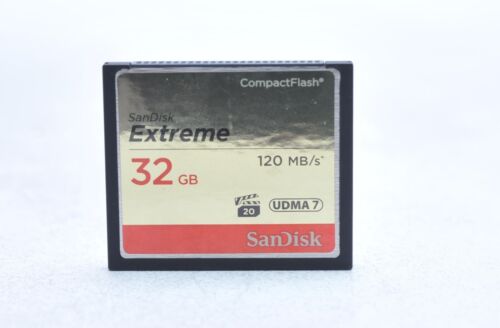 CompactFlash®
SanDisk
Extreme
32 GB
120 MB/s*
20
UDMA 7
SanDisk